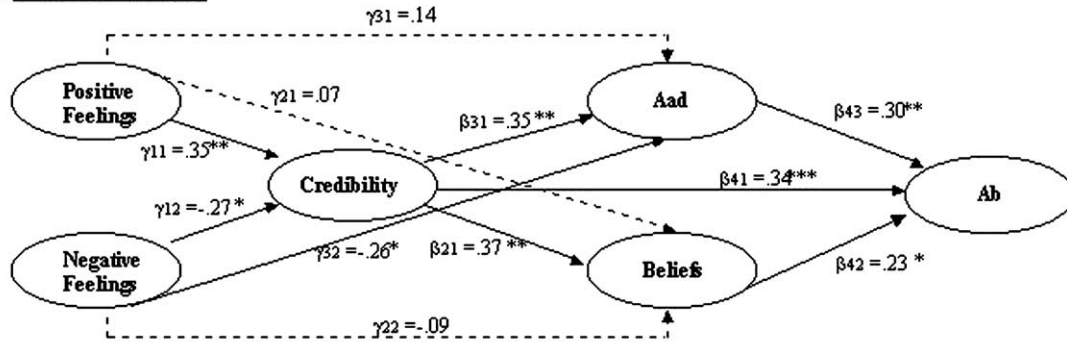 γ31 =.14
Positive
Feelings
γ21 =.07
Aad
γ11 =.35**
β31 =.35 **
β43 =.30**
Credibility
β41 =.34***
Ab
γ12 =-.27 *
γ32 =-.26*
β21 =.37 **
Negative
Feelings
Beliefs
β42 =.23 *
γ22 =-.09